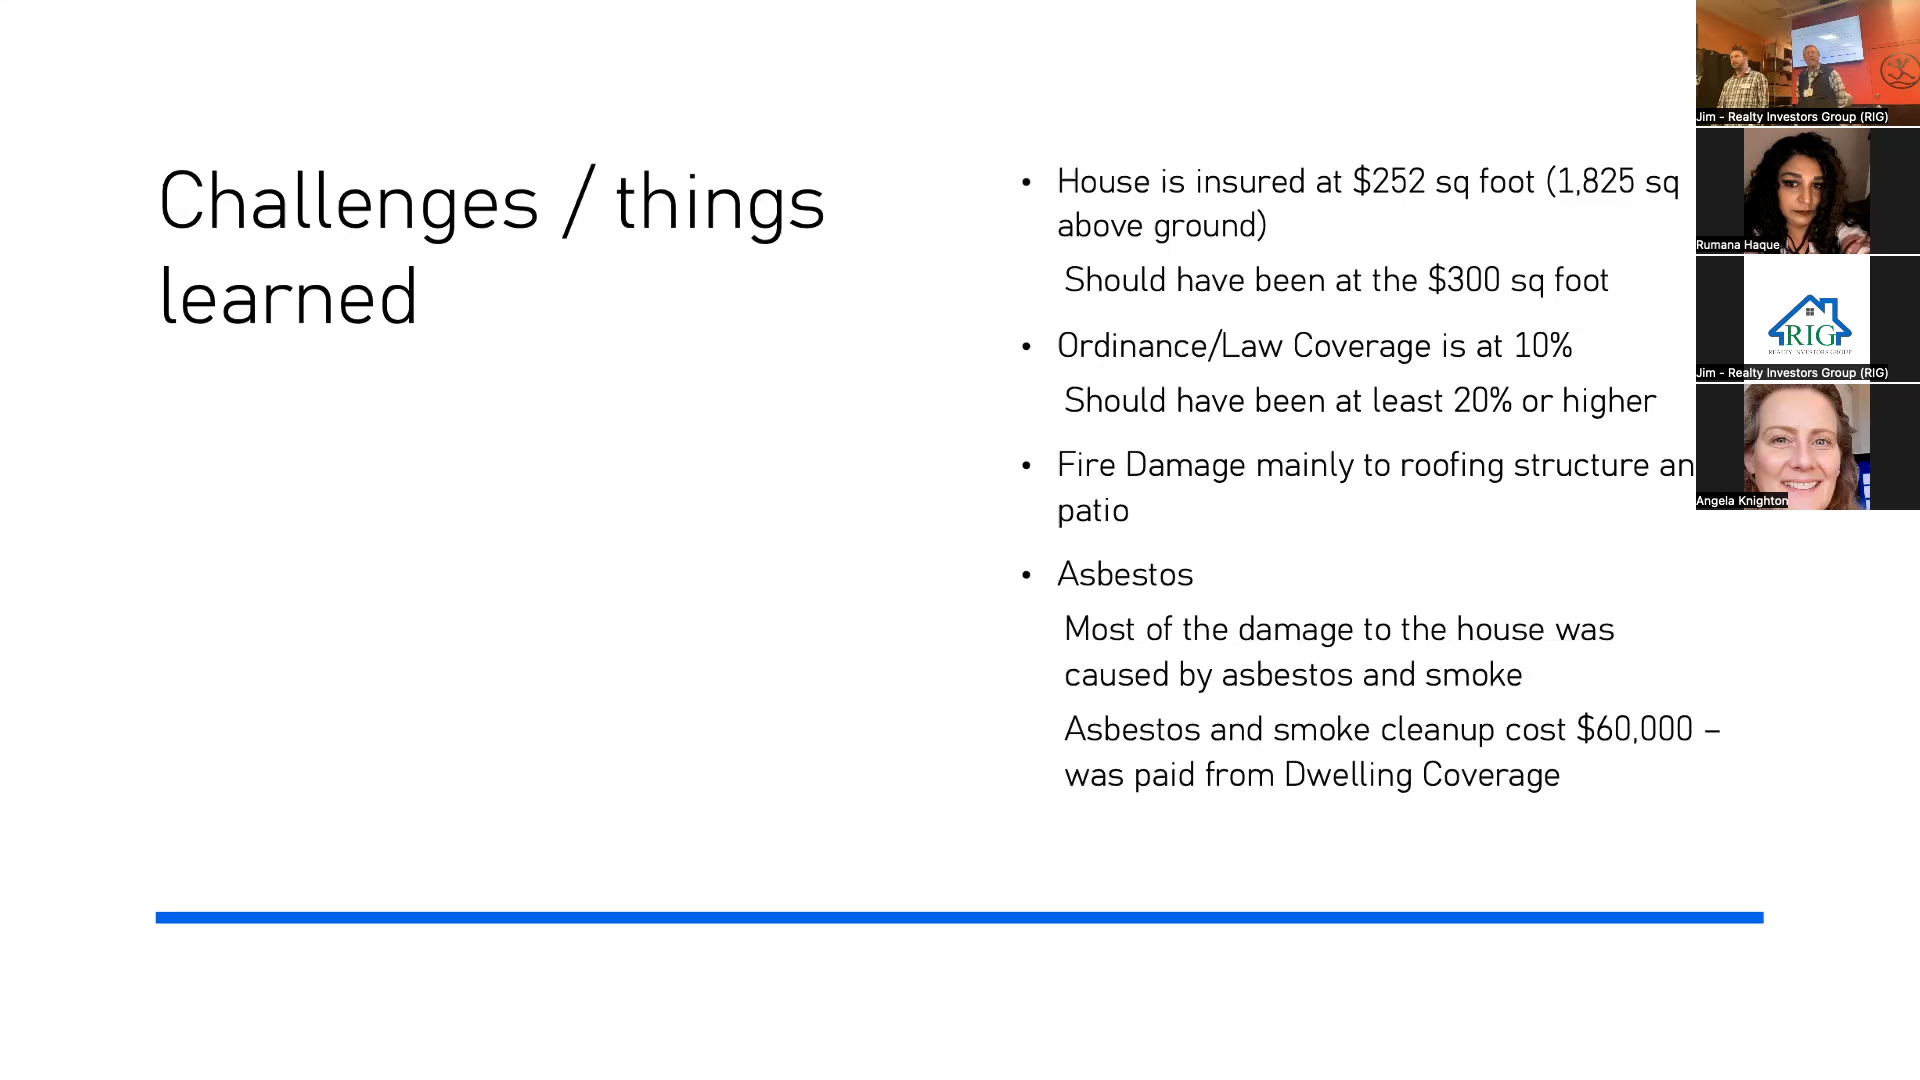 Challenges / things
learned
• House is insured at $252 sq foot (1,825 sq
above ground)
Should have been at the $300 sq foot
• Ordinance/Law Coverage is at 10%
Should have been at least 20% or higher
• Fire Damage mainly to roofing structure an
patio
• Asbestos
Most of the damage to the house was
caused by asbestos and smoke
Asbestos and smoke cleanup cost $60,000 –
was paid from Dwelling Coverage
Jim - Realty Investors Group (RIG)
Rumana Haque
RIG
REALTY INVESTORS GROUP
Jim - Realty Investors Group (RIG)
Angela Knighton